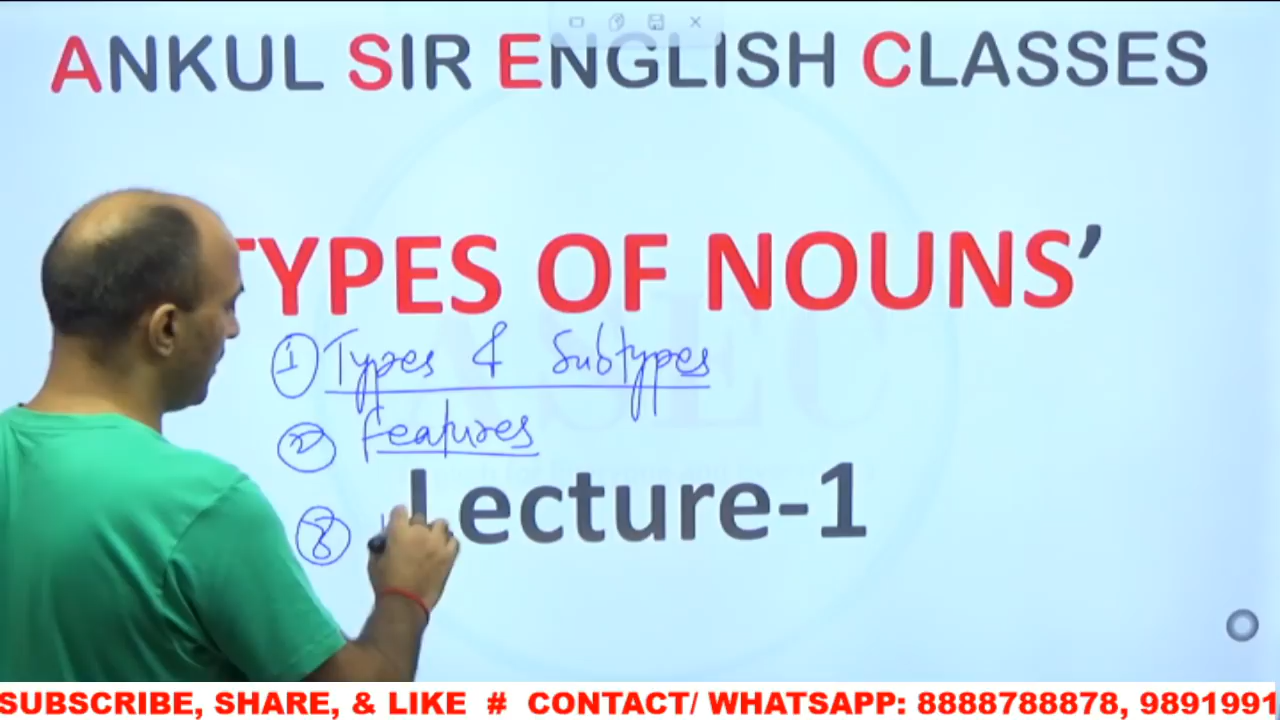 ANKUL SIR ENGLISH CLASSES
TYPES OF NOUNS’
① Types & Subtypes
② Features
Lecture-1
③
SUBSCRIBE, SHARE, & LIKE # CONTACT/ WHATSAPP: 8888788878, 9891991